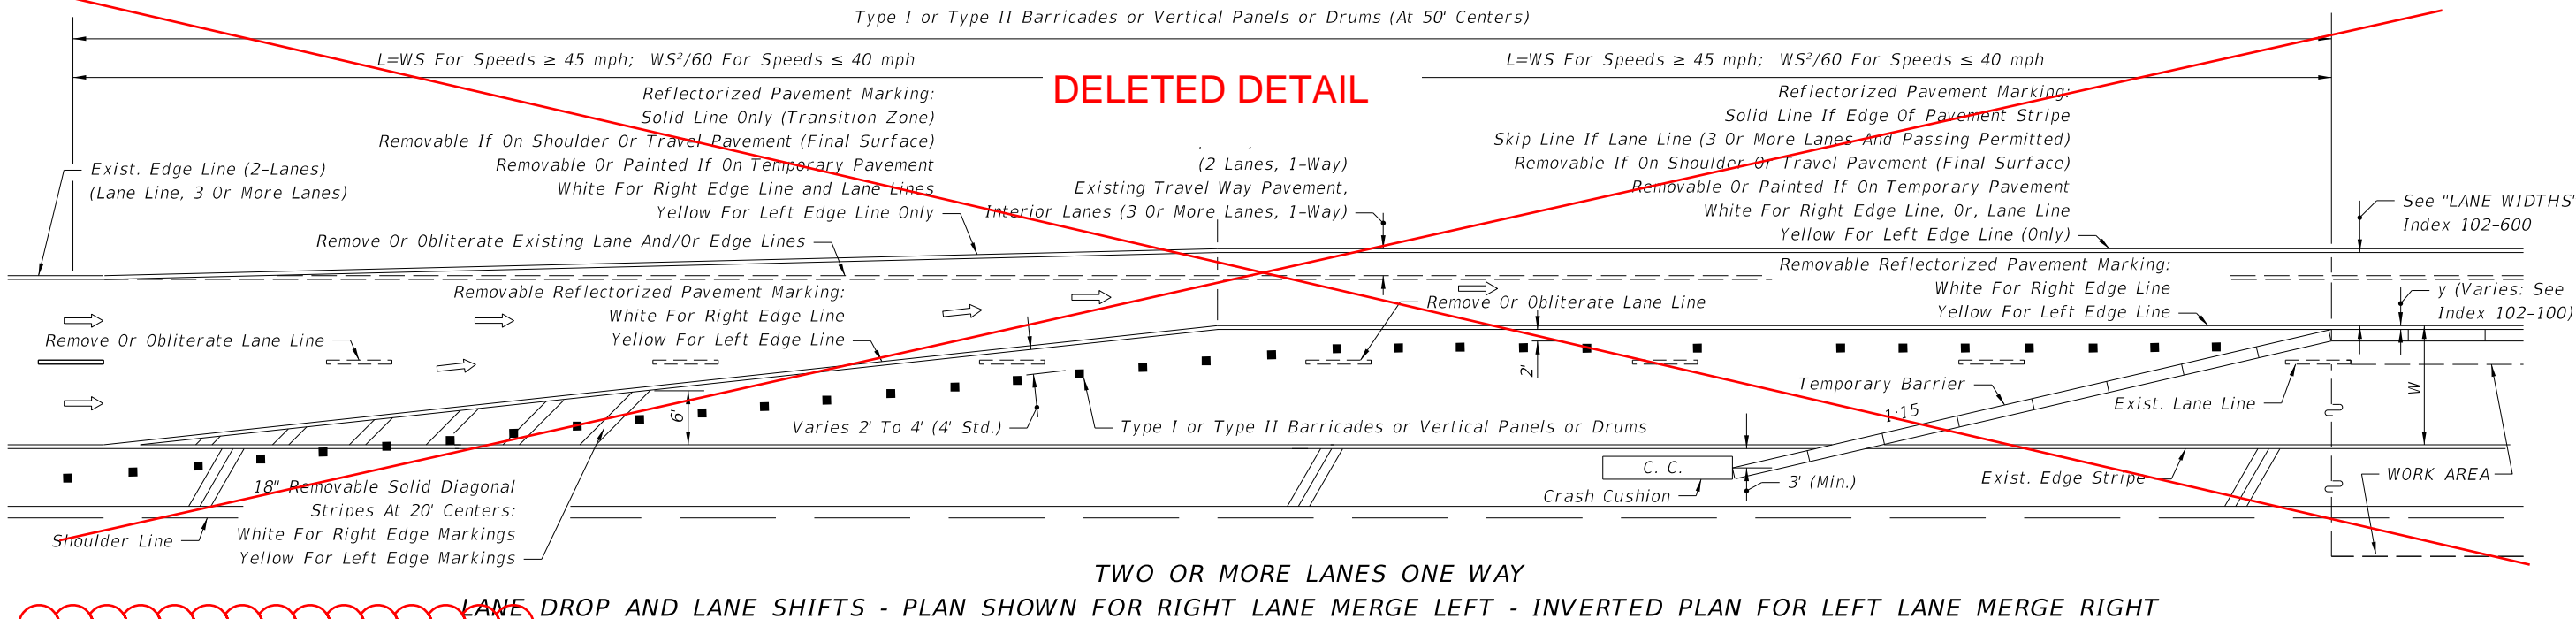 Type I or Type II Barricades or Vertical Panels or Drums (At 50' Centers)
L=WS For Speeds ≥ 45 mph; WS²/60 For Speeds ≤ 40 mph
L=WS For Speeds ≥ 45 mph; WS²/60 For Speeds ≤ 40 mph
DELETED DETAIL
Reflectorized Pavement Marking:
Solid Line Only (Transition Zone)
Removable If On Shoulder Or Travel Pavement (Final Surface)
Removable Or Painted If On Temporary Pavement
White For Right Edge Line and Lane Lines
Yellow For Left Edge Line Only
Reflectorized Pavement Marking:
Solid Line If Edge Of Pavement Stripe
Skip Line If Lane Line (3 Or More Lanes And Passing Permitted)
Removable If On Shoulder Or Travel Pavement (Final Surface)
Removable Or Painted If On Temporary Pavement
White For Right Edge Line, Or, Lane Line
Yellow For Left Edge Line (Only)
Exist. Edge Line (2-Lanes)
(Lane Line, 3 Or More Lanes)
(2 Lanes, 1-Way)
Existing Travel Way Pavement,
Interior Lanes (3 Or More Lanes, 1-Way)
See "LANE WIDTHS"
Index 102-600
Remove Or Obliterate Existing Lane And/Or Edge Lines
Removable Reflectorized Pavement Marking:
White For Right Edge Line
Yellow For Left Edge Line
Removable Reflectorized Pavement Marking:
White For Right Edge Line
Yellow For Left Edge Line
y (Varies: See
Index 102-100)
Remove Or Obliterate Lane Line
Remove Or Obliterate Lane Line
2'
6'
W
Temporary Barrier
1:15
Exist. Lane Line
Varies 2' To 4' (4' Std.)
Type I or Type II Barricades or Vertical Panels or Drums
C. C.
Crash Cushion
3' (Min.)
Exist. Edge Stripe
WORK AREA
18" Removable Solid Diagonal
Stripes At 20' Centers:
White For Right Edge Markings
Yellow For Left Edge Markings
Shoulder Line
TWO OR MORE LANES ONE WAY
LANE DROP AND LANE SHIFTS - PLAN SHOWN FOR RIGHT LANE MERGE LEFT - INVERTED PLAN FOR LEFT LANE MERGE RIGHT